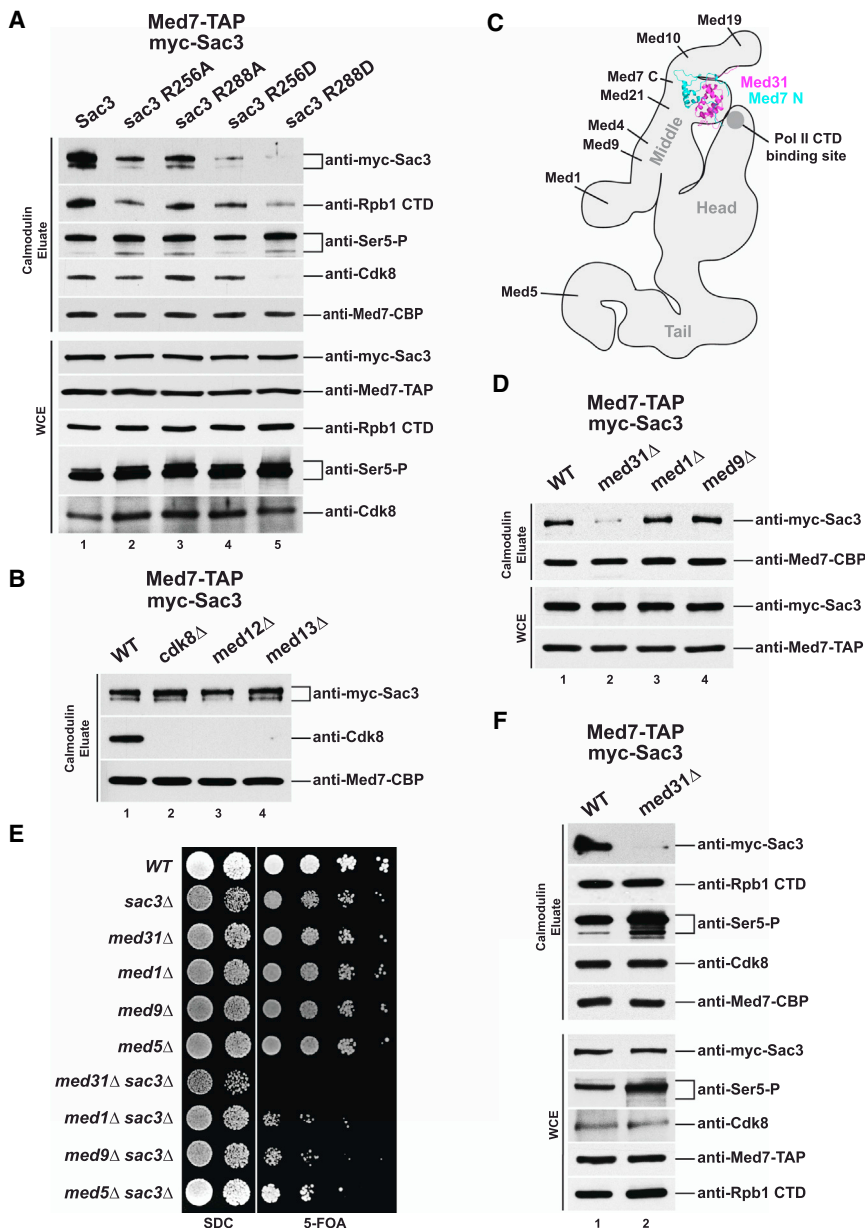 A
Med7-TAP
myc-Sac3
Sac3
sac3 R256A
sac3 R288A
sac3 R256D
sac3 R288D
Calmodulin
Eluate
anti-myc-Sac3
anti-Rpb1 CTD
anti-Ser5-P
anti-Cdk8
anti-Med7-CBP
WCE
anti-myc-Sac3
anti-Med7-TAP
anti-Rpb1 CTD
anti-Ser5-P
anti-Cdk8
1 2 3 4 5
B
Med7-TAP
myc-Sac3
WT
cdk8Δ
med12Δ
med13Δ
Calmodulin
Eluate
anti-myc-Sac3
anti-Cdk8
anti-Med7-CBP
1 2 3 4
C
Med19
Med10
Med7 C
Med21
Med4
Med9
Med1
Med5
Med31
Med7 N
Pol II CTD
binding site
Middle
Head
Tail
D
Med7-TAP
myc-Sac3
WT
med31Δ
med1Δ
med9Δ
Calmodulin
Eluate
anti-myc-Sac3
anti-Med7-CBP
WCE
anti-myc-Sac3
anti-Med7-TAP
1 2 3 4
E
WT
sac3Δ
med31Δ
med1Δ
med9Δ
med5Δ
med31Δ sac3Δ
med1Δ sac3Δ
med9Δ sac3Δ
med5Δ sac3Δ
SDC 5-FOA
F
Med7-TAP
myc-Sac3
WT
med31Δ
Calmodulin
Eluate
anti-myc-Sac3
anti-Rpb1 CTD
anti-Ser5-P
anti-Cdk8
anti-Med7-CBP
WCE
anti-myc-Sac3
anti-Ser5-P
anti-Cdk8
anti-Med7-TAP
anti-Rpb1 CTD
1 2